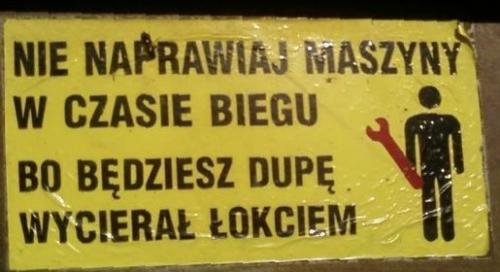 NIE NAPRAWIAJ MASZYNY
W CZASIE BIEGU
BO BĘDZIESZ DUPĘ
WYCIERAŁ ŁOKCIEM